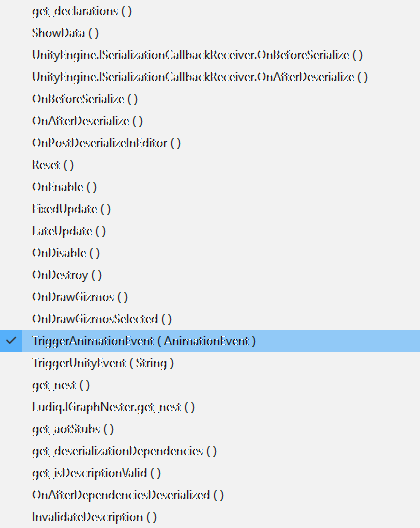 get_declarations ( )
ShowData ( )
UnityEngine.ISerializationCallbackReceiver.OnBeforeSerialize ( )
UnityEngine.ISerializationCallbackReceiver.OnAfterDeserialize ( )
OnBeforeSerialize ( )
OnAfterDeserialize ( )
OnPostDeserializeInEditor ( )
Reset ( )
OnEnable ( )
FixedUpdate ( )
LateUpdate ( )
OnDisable ( )
OnDestroy ( )
OnDrawGizmos ( )
OnDrawGizmosSelected ( )
TriggerAnimationEvent ( AnimationEvent )
TriggerUnityEvent ( String )
get_nest ( )
Ludiq.IGraphNester.get_nest ( )
get_aotStubs ( )
get_deserializationDependencies ( )
get_isDescriptionValid ( )
OnAfterDependenciesDeserialized ( )
InvalidateDescription ( )